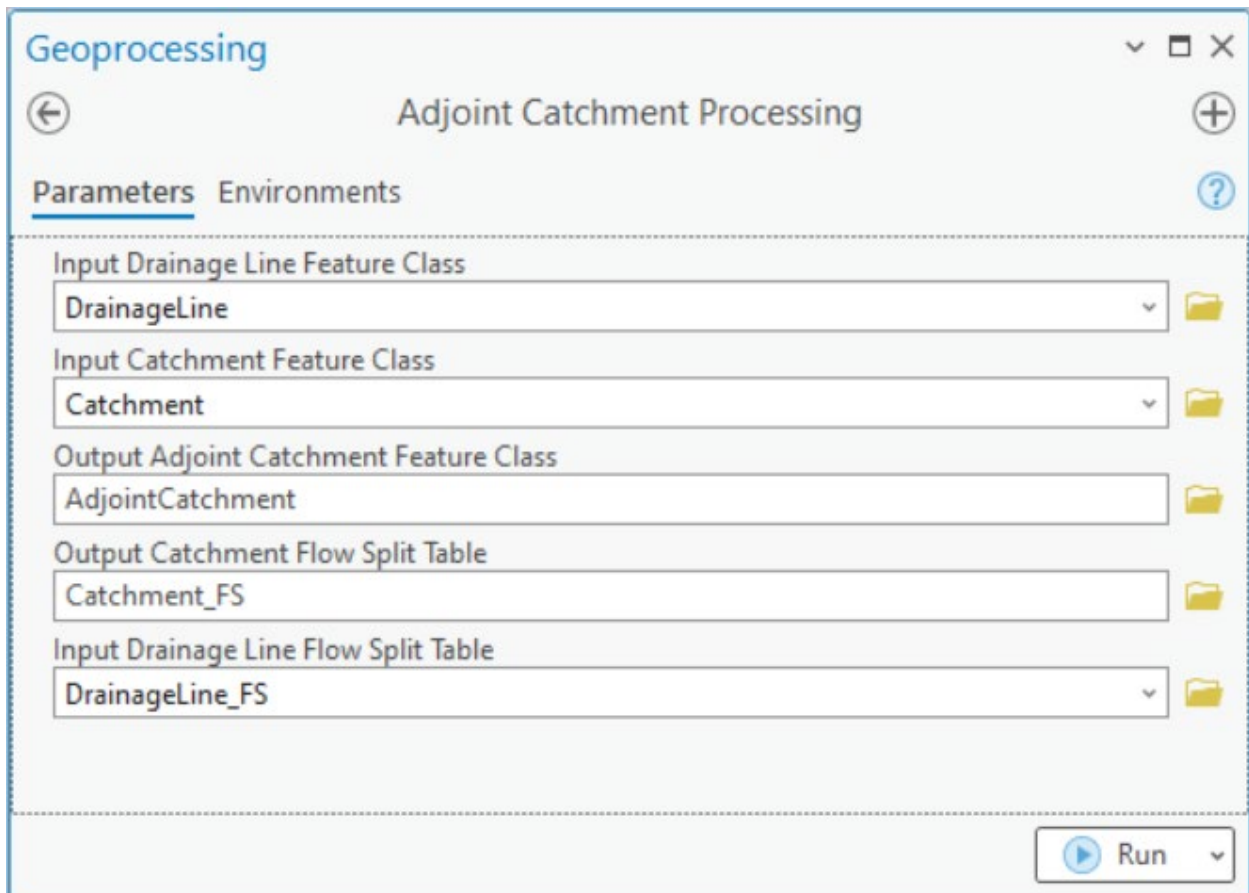 Geoprocessing
Adjoint Catchment Processing
Parameters Environments
Input Drainage Line Feature Class
DrainageLine
Input Catchment Feature Class
Catchment
Output Adjoint Catchment Feature Class
AdjointCatchment
Output Catchment Flow Split Table
Catchment_FS
Input Drainage Line Flow Split Table
DrainageLine_FS
Run